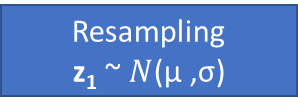 Resampling
z₁ ~ N(μ ,σ)